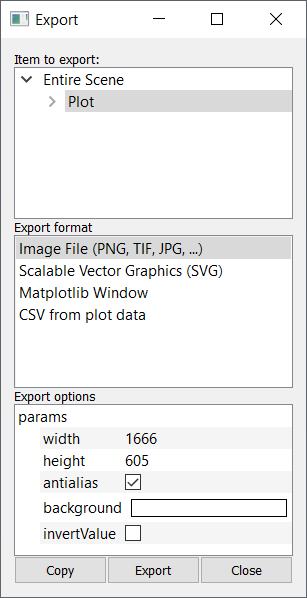 Export
Item to export:
Entire Scene
Plot
Export format
Image File (PNG, TIF, JPG, ...)
Scalable Vector Graphics (SVG)
Matplotlib Window
CSV from plot data
Export options
params
width 1666
height 605
antialias
background
invertValue
Copy Export Close